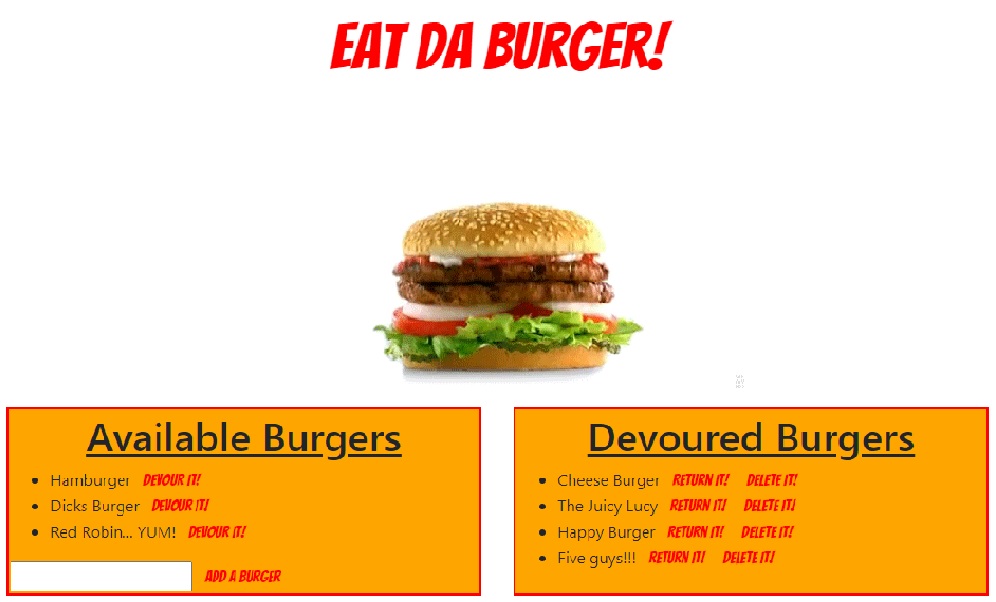 EAT DA BURGER!
Available Burgers
Hamburger DEVOUR IT!
Dicks Burger DEVOUR IT!
Red Robin... YUM! DEVOUR IT!
ADD A BURGER
Devoured Burgers
Cheese Burger RETURN IT! DELETE IT!
The Juicy Lucy RETURN IT! DELETE IT!
Happy Burger RETURN IT! DELETE IT!
Five guys!!! RETURN IT! DELETE IT!